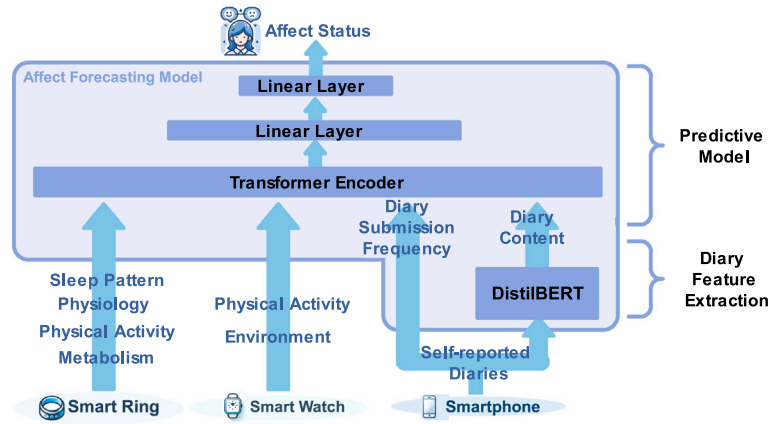 Affect Status
Affect Forecasting Model
Linear Layer
Linear Layer
Transformer Encoder
Predictive
Model
Diary
Submission
Frequency
Diary
Content
Sleep Pattern
Physiology
Physical Activity
Metabolism
Physical Activity
Environment
DistilBERT
Diary
Feature
Extraction
Self-reported
Diaries
Smart Ring
Smart Watch
Smartphone